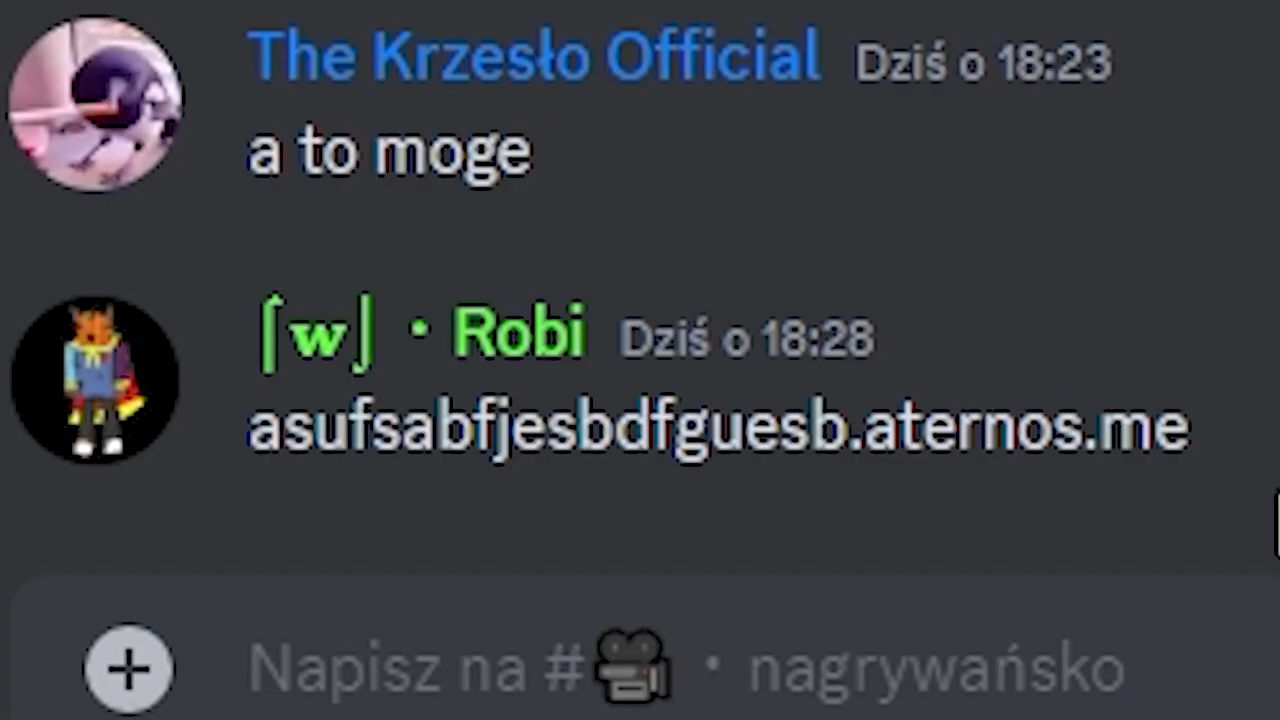 The Krzesło Official Dziś o 18:23
a to moge
⌈w⌋ • Robi Dziś o 18:28
asufsabfjesbdfguesb.aternos.me
Napisz na #🎥 • nagrywańsko